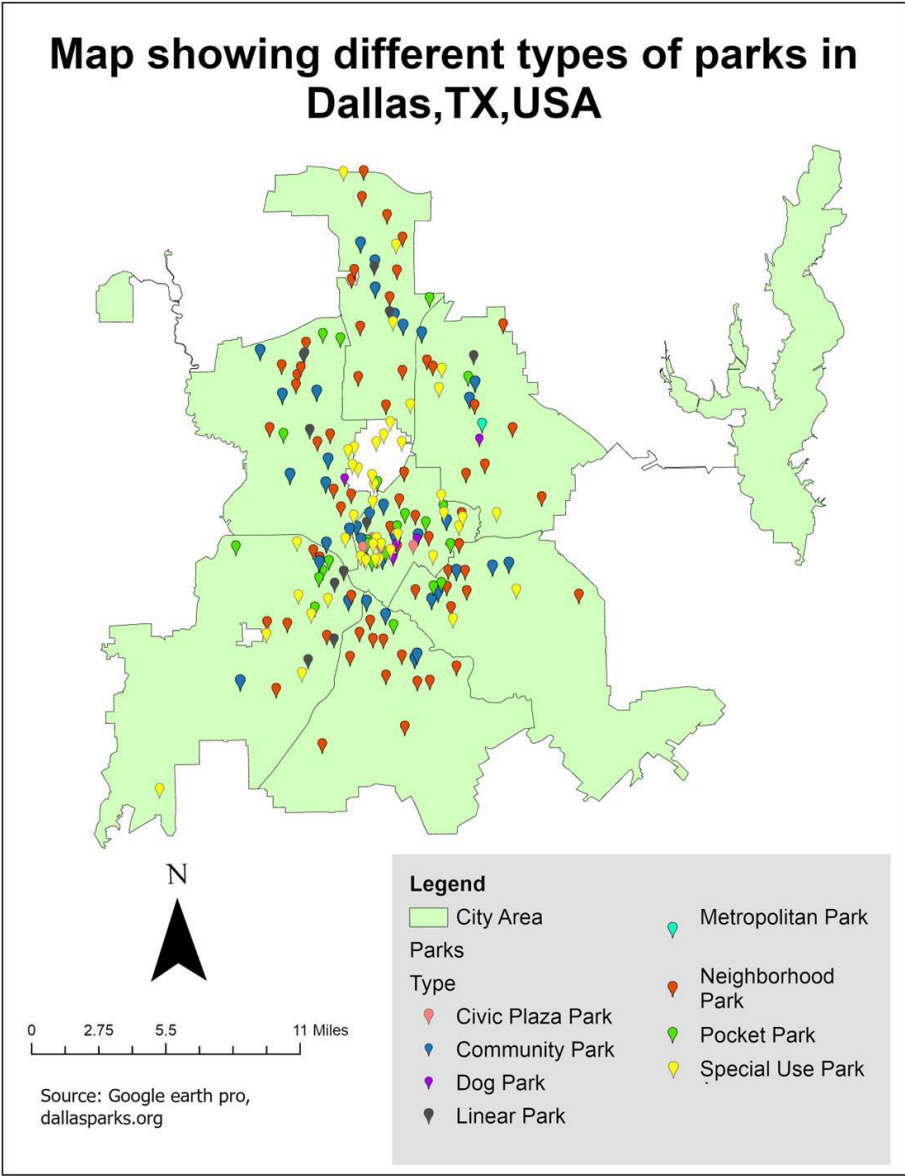 Map showing different types of parks in
Dallas,TX,USA
N
0 2.75 5.5 11 Miles
Source: Google earth pro,
dallasparks.org
Legend
City Area
Parks
Type
Civic Plaza Park
Community Park
Dog Park
Linear Park
Metropolitan Park
Neighborhood
Park
Pocket Park
Special Use Park